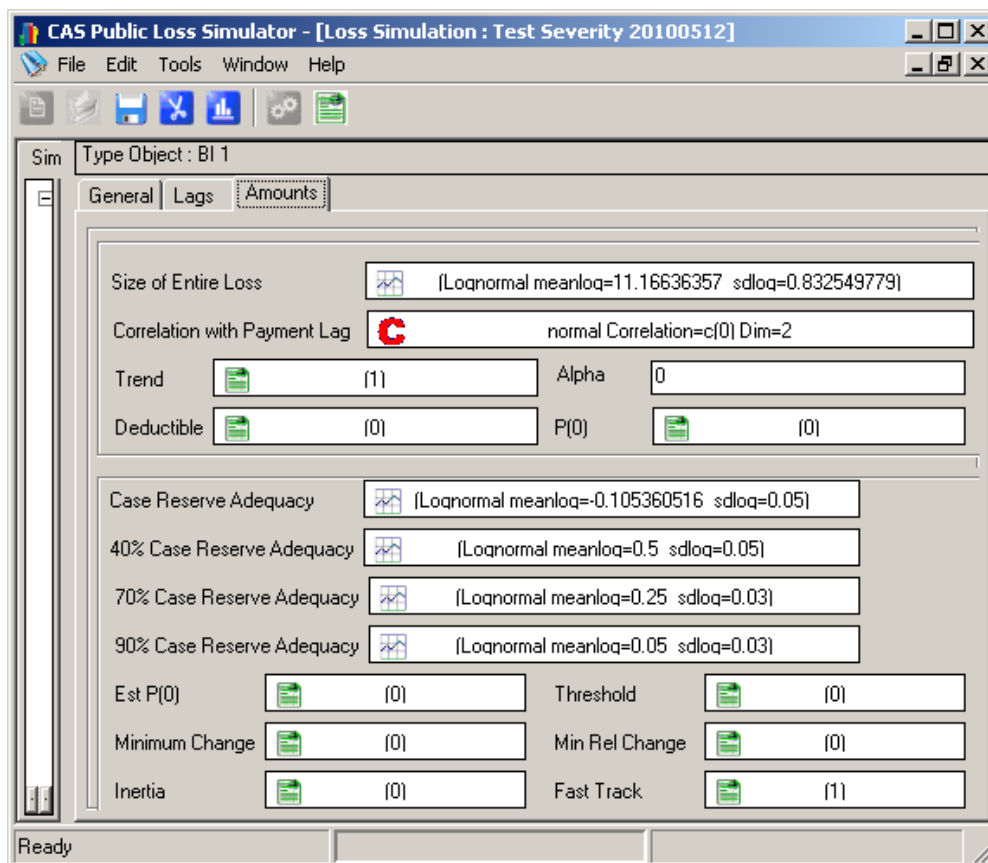 CAS Public Loss Simulator - [Loss Simulation : Test Severity 20100512]
File Edit Tools Window Help
Sim
Type Object : BI 1
General Lags Amounts
Size of Entire Loss (Lognormal meanlog=11.16636357 sdlog=0.832549779)
Correlation with Payment Lag normal Correlation=c(0) Dim=2
Trend (1) Alpha 0
Deductible (0) P(0) (0)
Case Reserve Adequacy (Lognormal meanlog=-0.105360516 sdlog=0.05)
40% Case Reserve Adequacy (Lognormal meanlog=0.5 sdlog=0.05)
70% Case Reserve Adequacy (Lognormal meanlog=0.25 sdlog=0.03)
90% Case Reserve Adequacy (Lognormal meanlog=0.05 sdlog=0.03)
Est P(0) (0) Threshold (0)
Minimum Change (0) Min Rel Change (0)
Inertia (0) Fast Track (1)
Ready